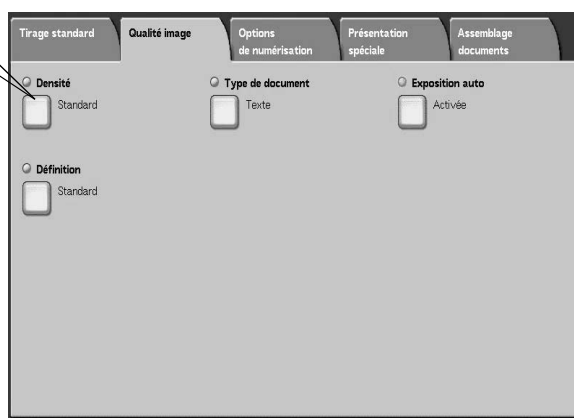 Tirage standard
Qualité image
Options
de numérisation
Présentation
spéciale
Assemblage
documents
Densité
Standard
Type de document
Texte
Exposition auto
Activée
Définition
Standard